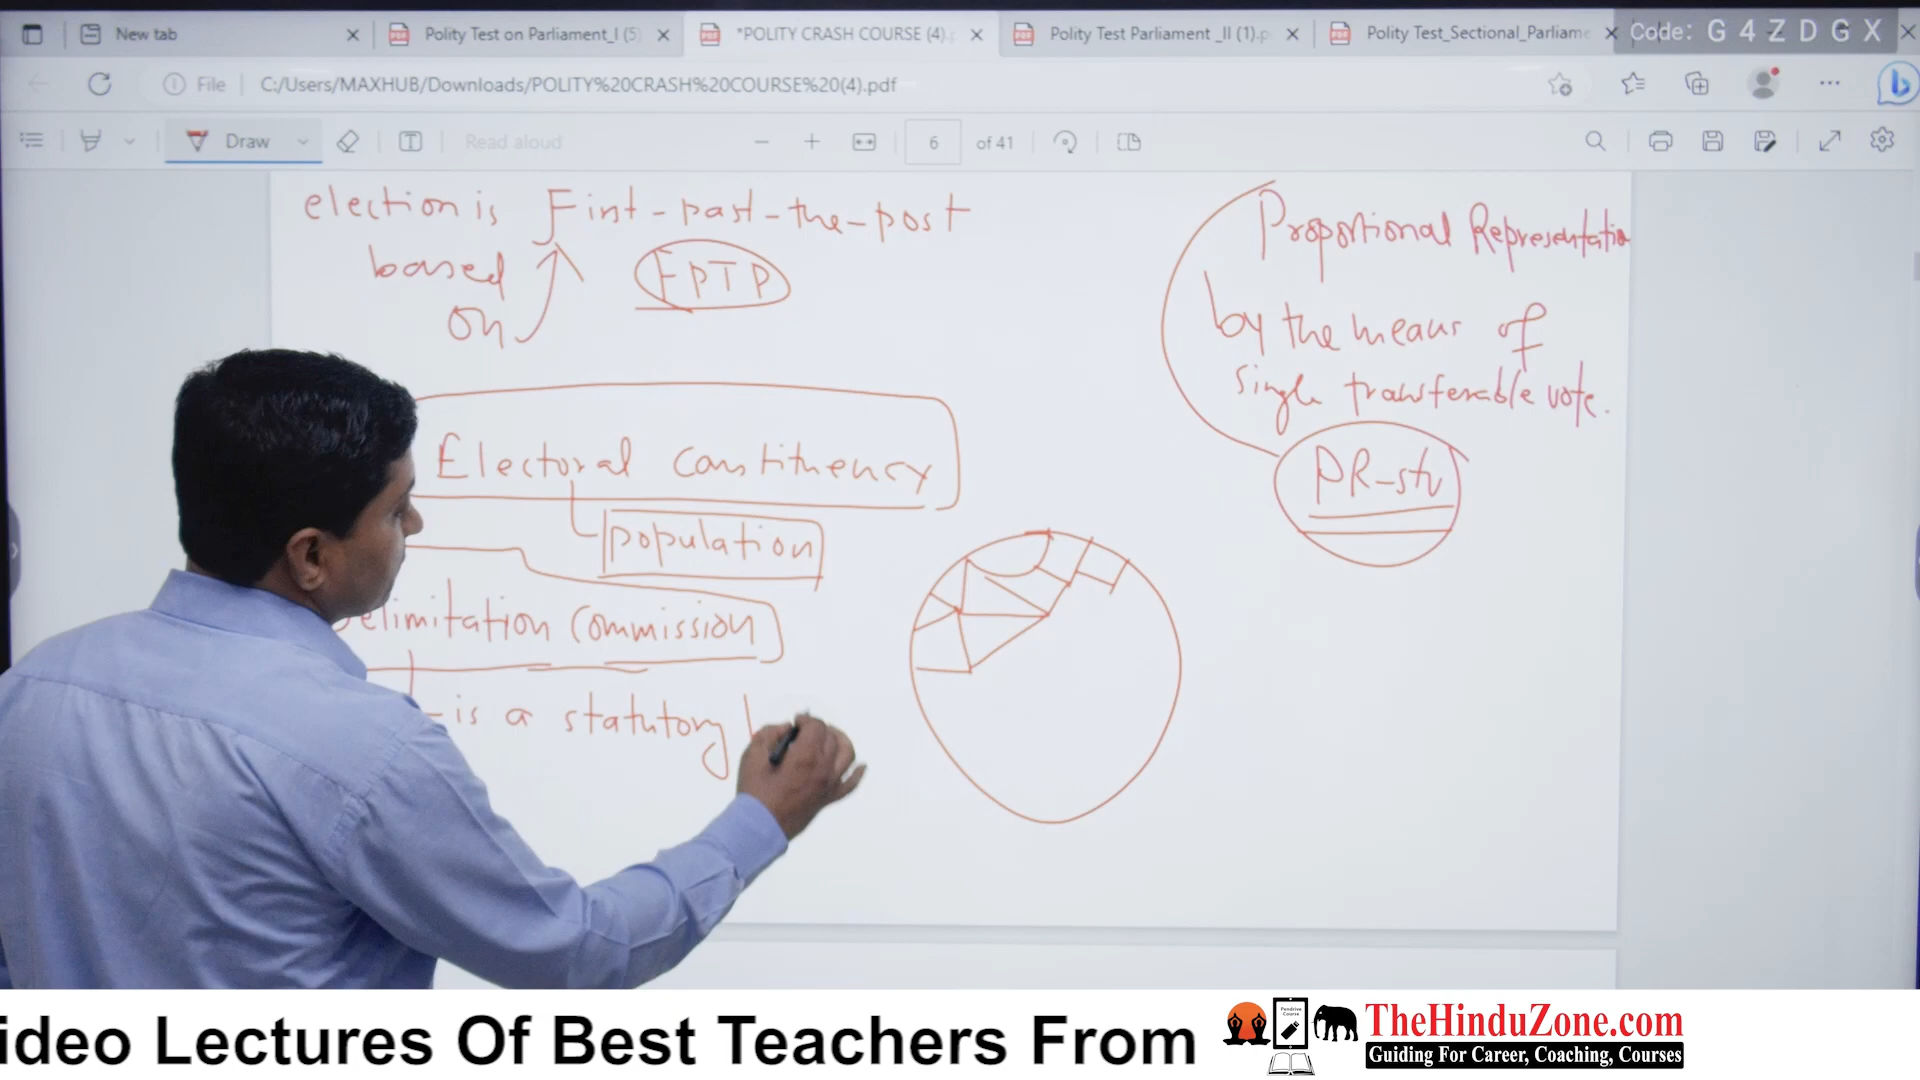 New tab
Polity Test on Parliament_I (5)
*POLITY CRASH COURSE (4).p
Polity Test Parliament _II (1).p
Polity Test_Sectional_Parliame
Code: G 4 Z D G X
File
C:/Users/MAXHUB/Downloads/POLITY%20CRASH%20COURSE%20(4).pdf
Draw
Read aloud
6
of 41
election is First-past-the-post
based
on
FPTP
Proportional Representatio
by the means of
single transferable vote.
PR-stv
Electoral constituency
population
elimitation Commission
is a statutory
ideo Lectures Of Best Teachers From
Pendrive
Course
TheHinduZone.com
Guiding For Career, Coaching, Courses